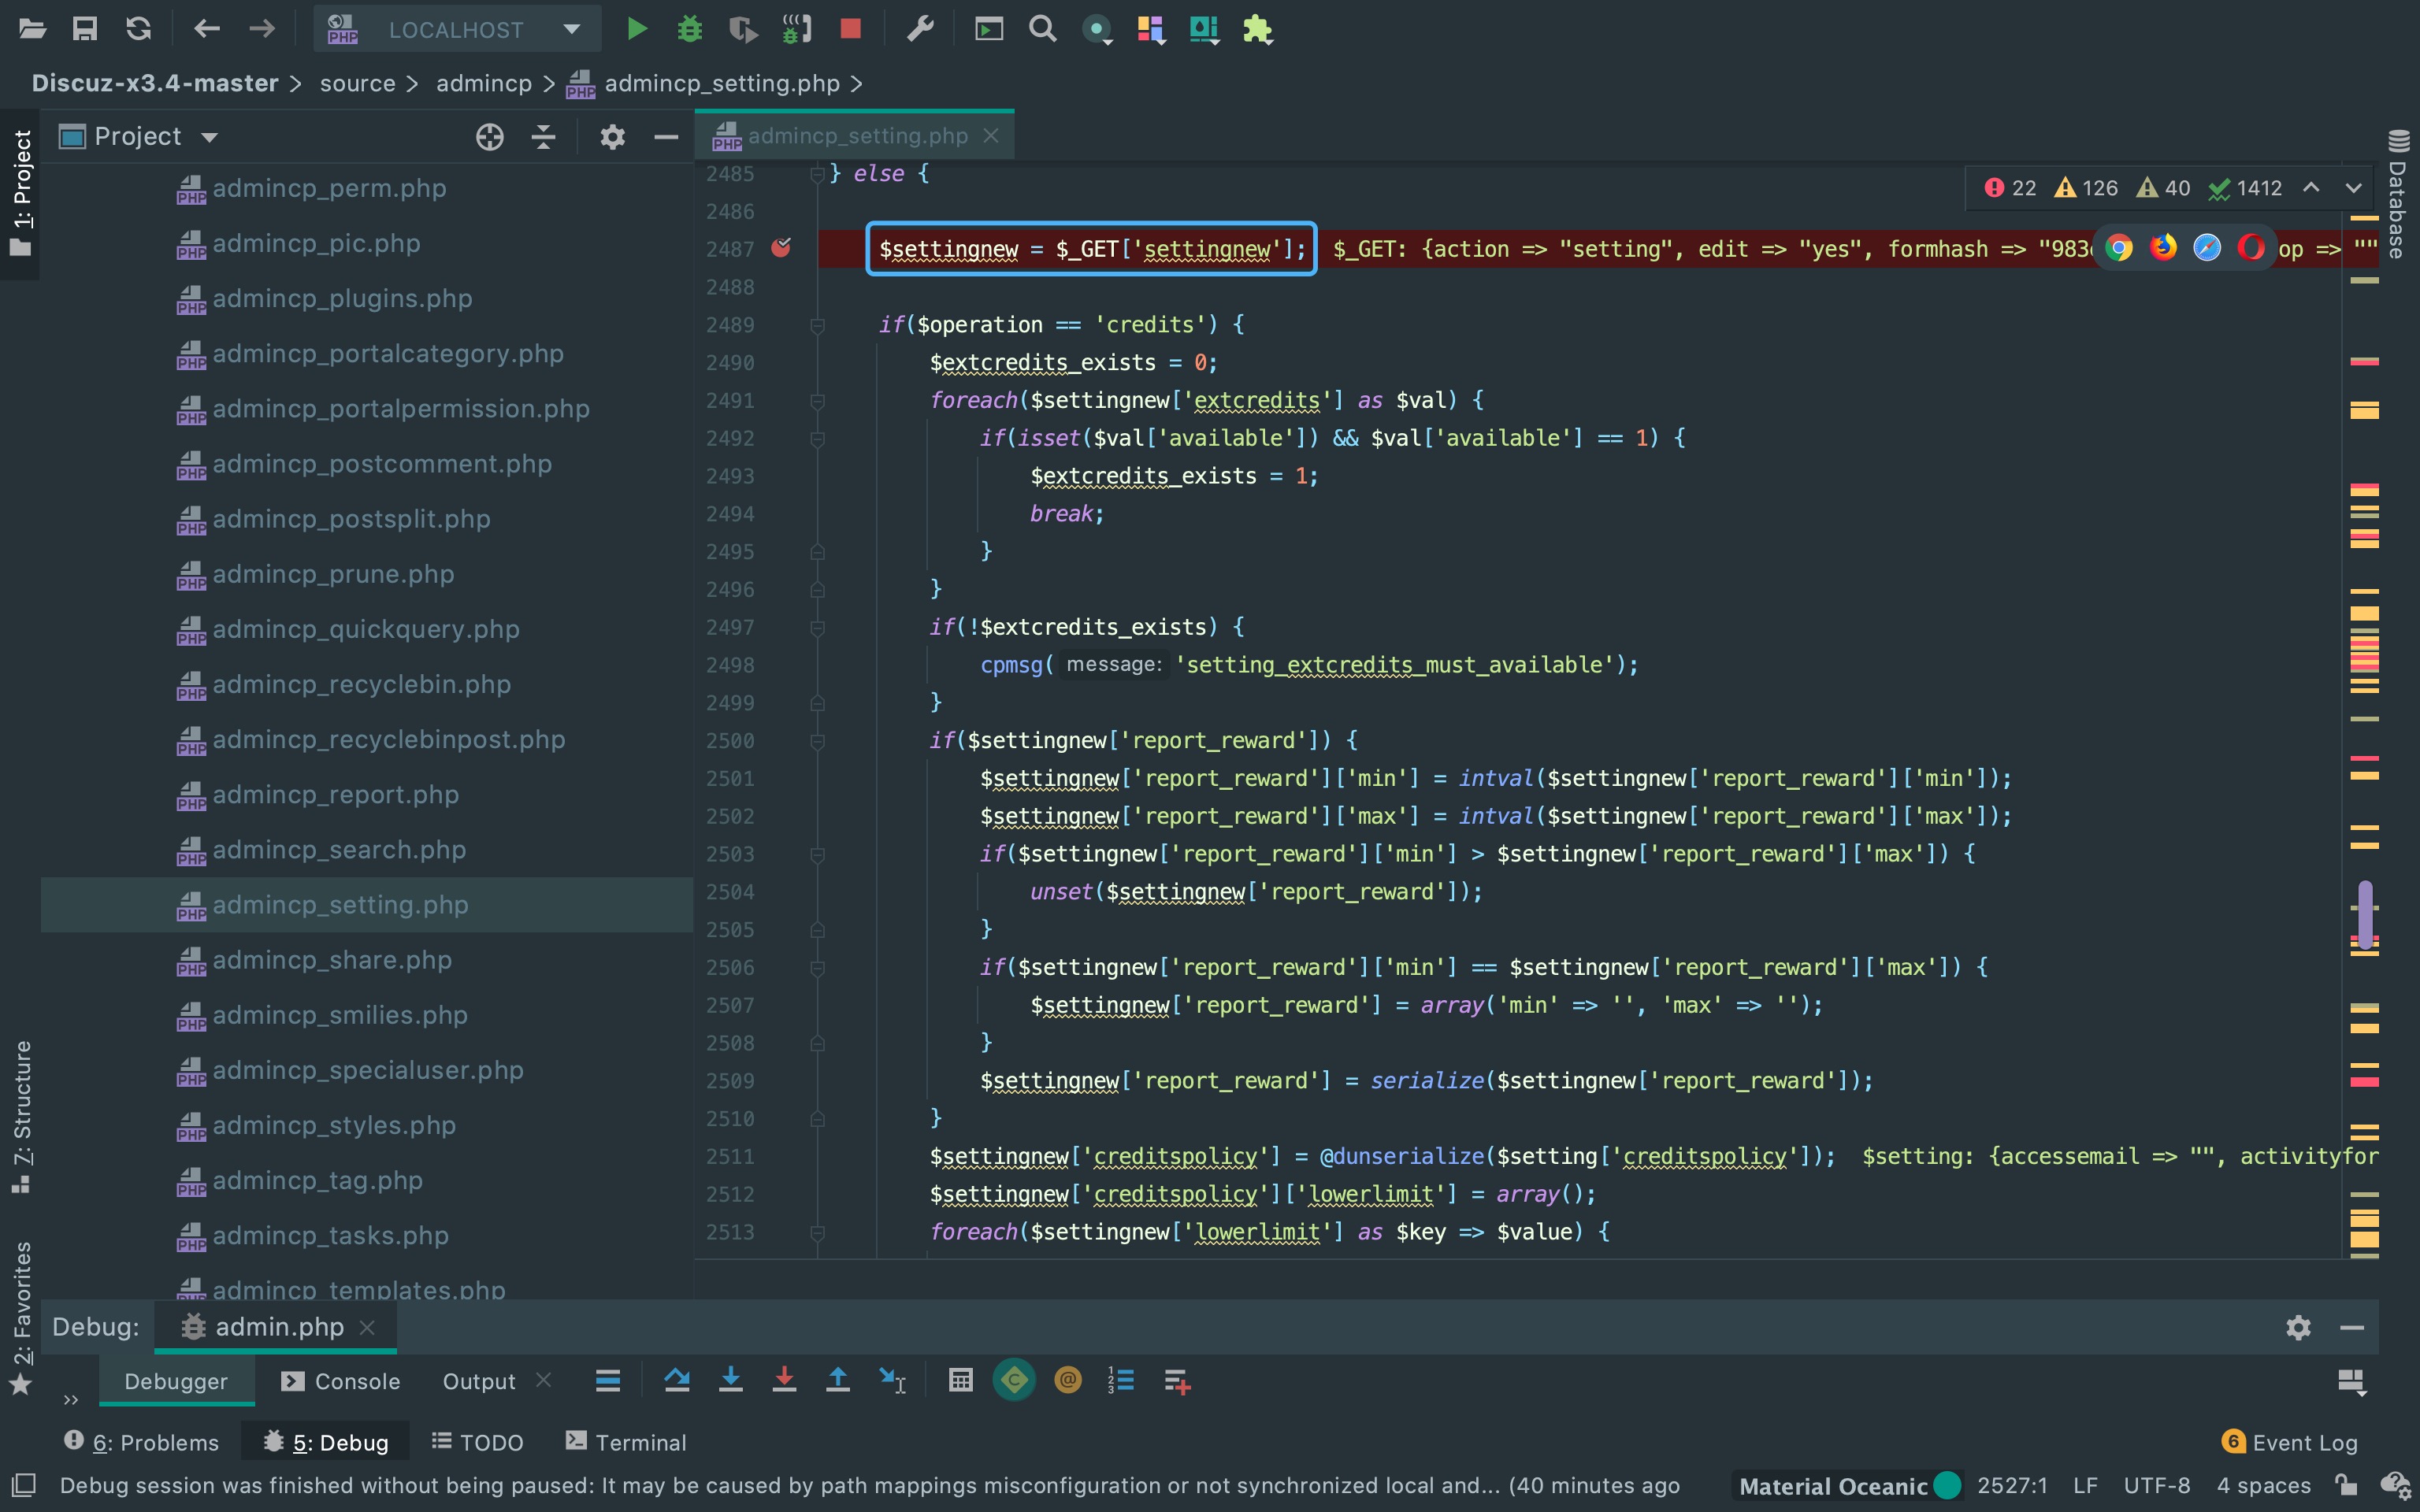 LOCALHOST
Discuz-x3.4-master > source > admincp > admincp_setting.php >
1: Project
Project
admincp_perm.php
admincp_pic.php
admincp_plugins.php
admincp_portalcategory.php
admincp_portalpermission.php
admincp_postcomment.php
admincp_postsplit.php
admincp_prune.php
admincp_quickquery.php
admincp_recyclebin.php
admincp_recyclebinpost.php
admincp_report.php
admincp_search.php
admincp_setting.php
admincp_share.php
admincp_smilies.php
admincp_specialuser.php
admincp_styles.php
admincp_tag.php
admincp_tasks.php
admincp_templates.php
7: Structure
2: Favorites
admincp_setting.php
22 126 40 1412
Database
2485 } else {
2486
2487 $settingnew = $_GET['settingnew']; $_GET: {action => "setting", edit => "yes", formhash => "983 op => ""
2488
2489 if($operation == 'credits') {
2490 $extcredits_exists = 0;
2491 foreach($settingnew['extcredits'] as $val) {
2492 if(isset($val['available']) && $val['available'] == 1) {
2493 $extcredits_exists = 1;
2494 break;
2495 }
2496 }
2497 if(!$extcredits_exists) {
2498 cpmsg( message: 'setting_extcredits_must_available');
2499 }
2500 if($settingnew['report_reward']) {
2501 $settingnew['report_reward']['min'] = intval($settingnew['report_reward']['min']);
2502 $settingnew['report_reward']['max'] = intval($settingnew['report_reward']['max']);
2503 if($settingnew['report_reward']['min'] > $settingnew['report_reward']['max']) {
2504 unset($settingnew['report_reward']);
2505 }
2506 if($settingnew['report_reward']['min'] == $settingnew['report_reward']['max']) {
2507 $settingnew['report_reward'] = array('min' => '', 'max' => '');
2508 }
2509 $settingnew['report_reward'] = serialize($settingnew['report_reward']);
2510 }
2511 $settingnew['creditspolicy'] = @dunserialize($setting['creditspolicy']); $setting: {accessemail => "", activityfor
2512 $settingnew['creditspolicy']['lowerlimit'] = array();
2513 foreach($settingnew['lowerlimit'] as $key => $value) {
Debug: admin.php
Debugger Console Output
6: Problems 5: Debug TODO Terminal 6 Event Log
Debug session was finished without being paused: It may be caused by path mappings misconfiguration or not synchronized local and... (40 minutes ago Material Oceanic 2527:1 LF UTF-8 4 spaces